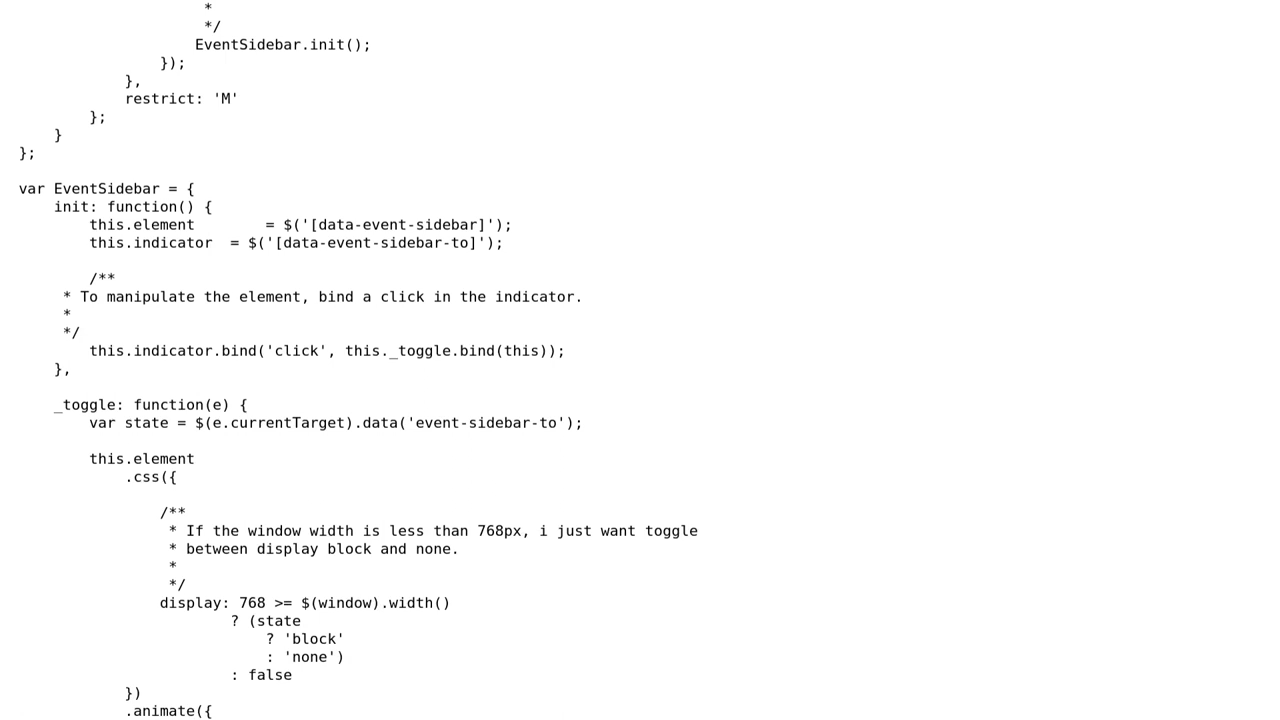 *
                     */
                    EventSidebar.init();
                });
            },
            restrict: 'M'
        };
    }
};

var EventSidebar = {
    init: function() {
        this.element        = $('[data-event-sidebar]');
        this.indicator  = $('[data-event-sidebar-to]');

        /**
     * To manipulate the element, bind a click in the indicator.
     *
     */
        this.indicator.bind('click', this._toggle.bind(this));
    },

    _toggle: function(e) {
        var state = $(e.currentTarget).data('event-sidebar-to');

        this.element
            .css({

                /**
                 * If the window width is less than 768px, i just want toggle
                 * between display block and none.
                 *
                 */
                display: 768 >= $(window).width()
                        ? (state
                            ? 'block'
                            : 'none')
                        : false
            })
            .animate({